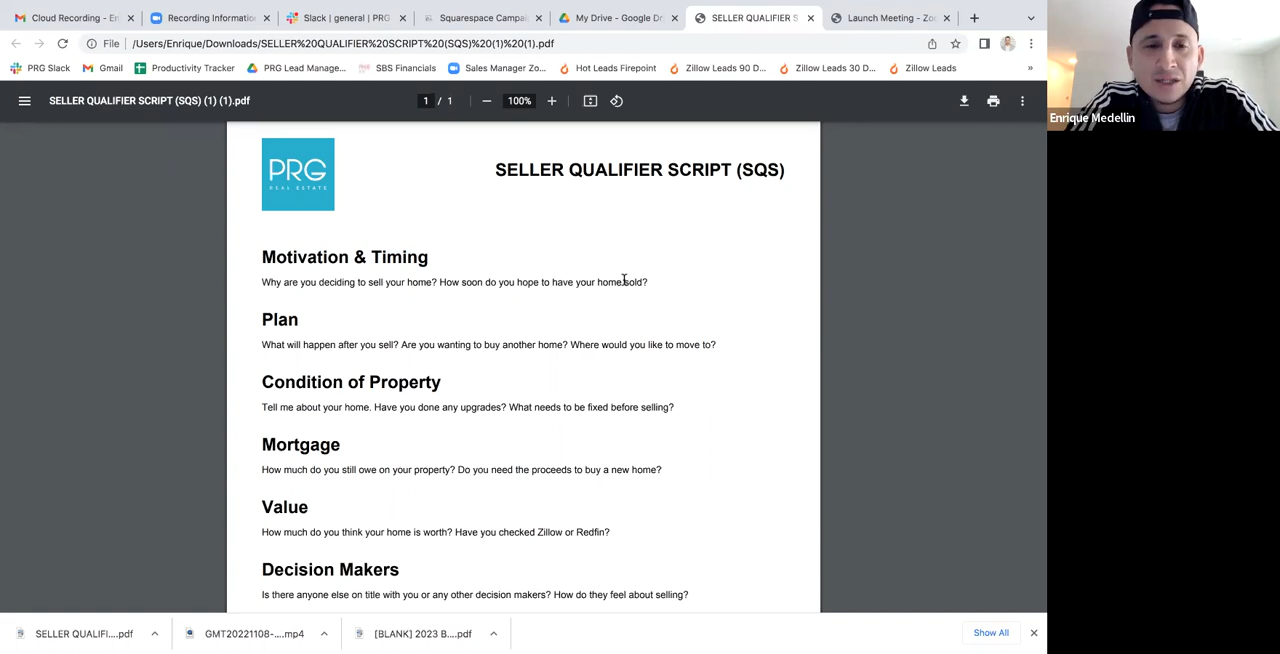 Cloud Recording - En
Recording Informatio
Slack | general | PRG
Squarespace Campai
My Drive - Google Dr
SELLER QUALIFIER S
Launch Meeting - Zoo
File
/Users/Enrique/Downloads/SELLER%20QUALIFIER%20SCRIPT%20(SQS)%20(1)%20(1).pdf
PRG Slack
Gmail
Productivity Tracker
PRG Lead Manage...
SBS Financials
Sales Manager Zo...
Hot Leads Firepoint
Zillow Leads 90 D...
Zillow Leads 30 D...
Zillow Leads
»
SELLER QUALIFIER SCRIPT (SQS) (1) (1).pdf
1 / 1
100%
Enrique Medellin
PRG
REAL ESTATE
SELLER QUALIFIER SCRIPT (SQS)
Motivation & Timing
Why are you deciding to sell your home? How soon do you hope to have your home sold?
Plan
What will happen after you sell? Are you wanting to buy another home? Where would you like to move to?
Condition of Property
Tell me about your home. Have you done any upgrades? What needs to be fixed before selling?
Mortgage
How much do you still owe on your property? Do you need the proceeds to buy a new home?
Value
How much do you think your home is worth? Have you checked Zillow or Redfin?
Decision Makers
Is there anyone else on title with you or any other decision makers? How do they feel about selling?
SELLER QUALIFI....pdf
GMT20221108-....mp4
[BLANK] 2023 B....pdf
Show All